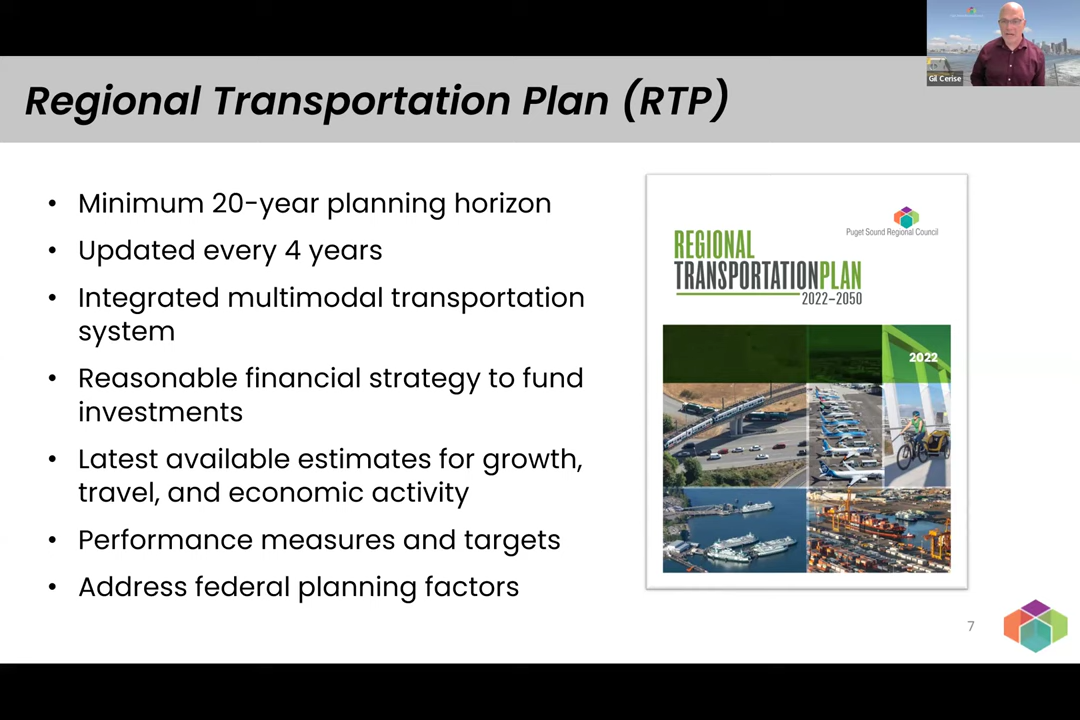 Gil Cerise
Regional Transportation Plan (RTP)
• Minimum 20-year planning horizon
• Updated every 4 years
• Integrated multimodal transportation
system
• Reasonable financial strategy to fund
investments
• Latest available estimates for growth,
travel, and economic activity
• Performance measures and targets
• Address federal planning factors
Puget Sound Regional Council
REGIONAL
TRANSPORTATIONPLAN
2022–2050
2022
7